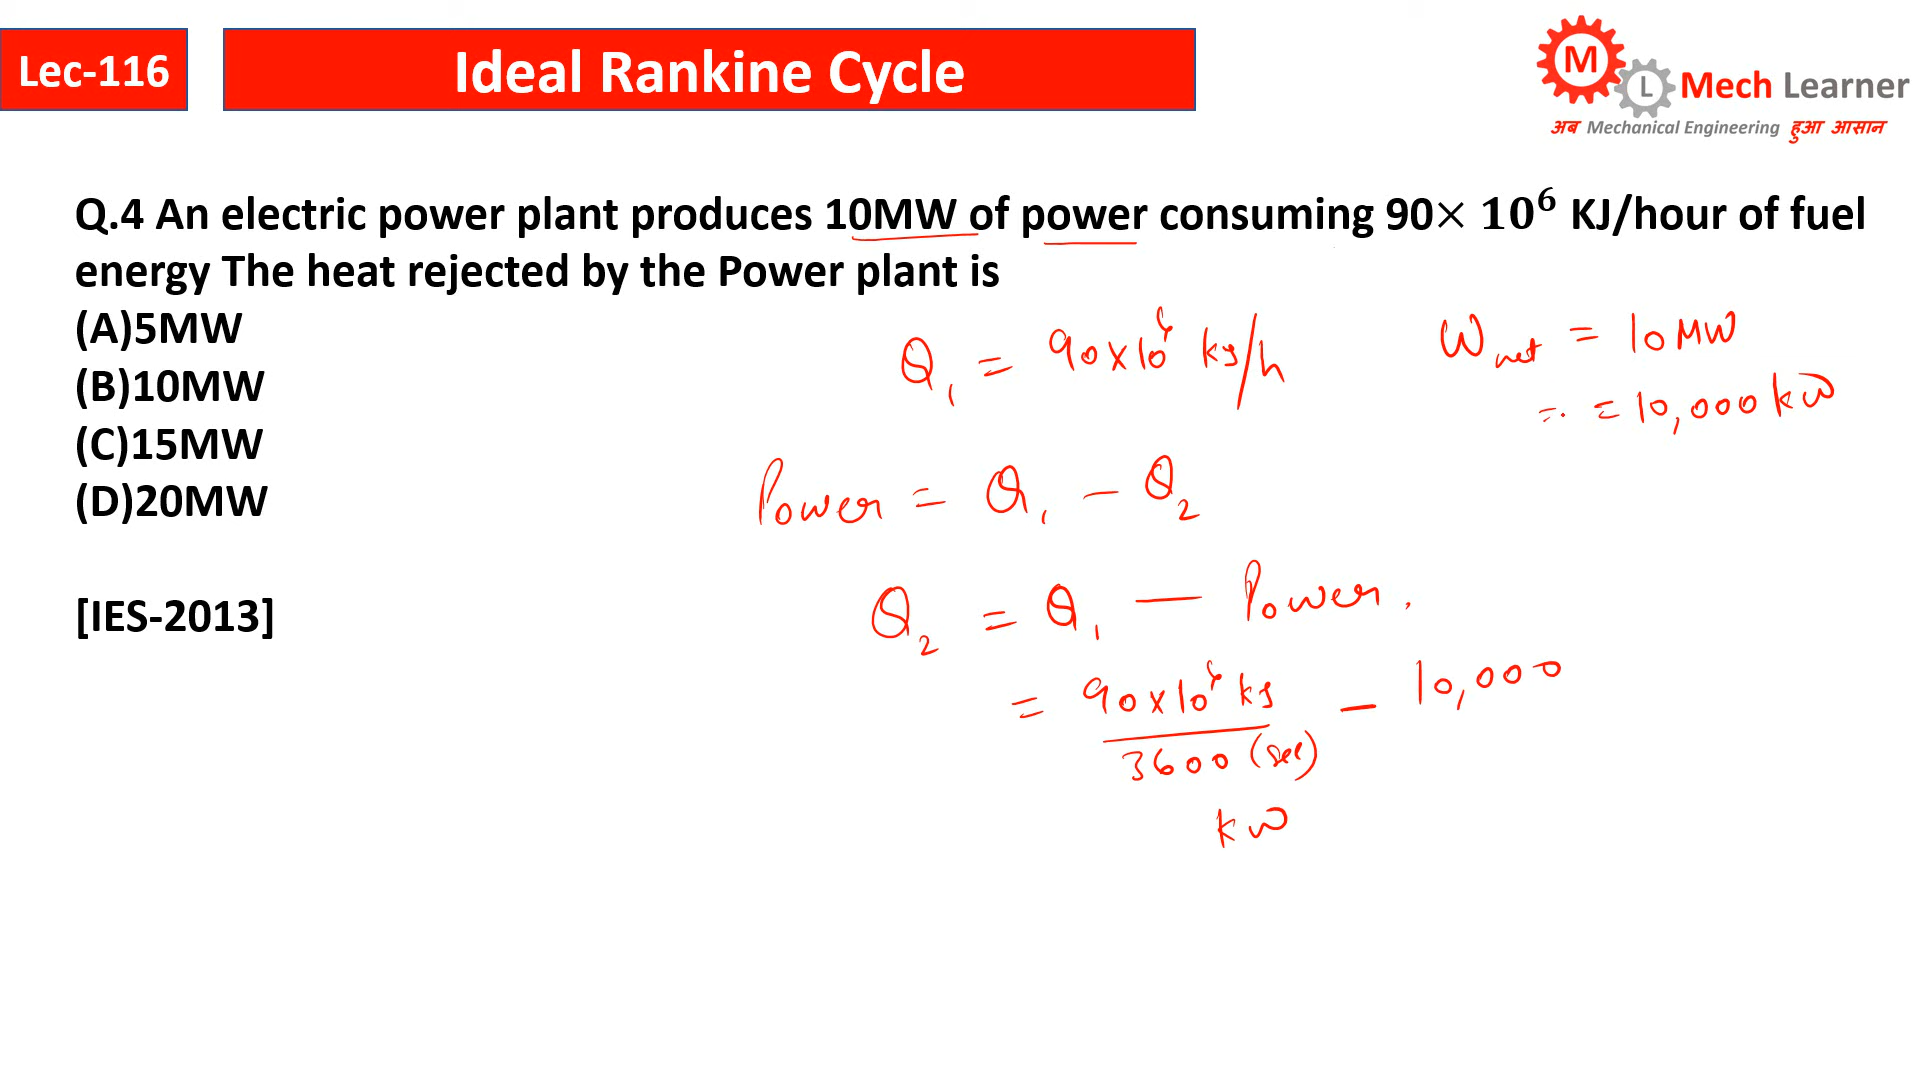 Lec-116
Ideal Rankine Cycle
M
L
Mech Learner
अब Mechanical Engineering हुआ आसान
Q.4 An electric power plant produces 10MW of power consuming 90× 10⁶ KJ/hour of fuel
energy The heat rejected by the Power plant is
(A)5MW
(B)10MW
(C)15MW
(D)20MW
[IES-2013]
Q₁ = 90×10⁶ kJ/h
Wnet = 10 MW
= = 10,000 kW
Power = Q₁ − Q₂
Q₂ = Q₁ − Power.
= 90×10⁶ kJ − 10,000
3600 (sec)
kW